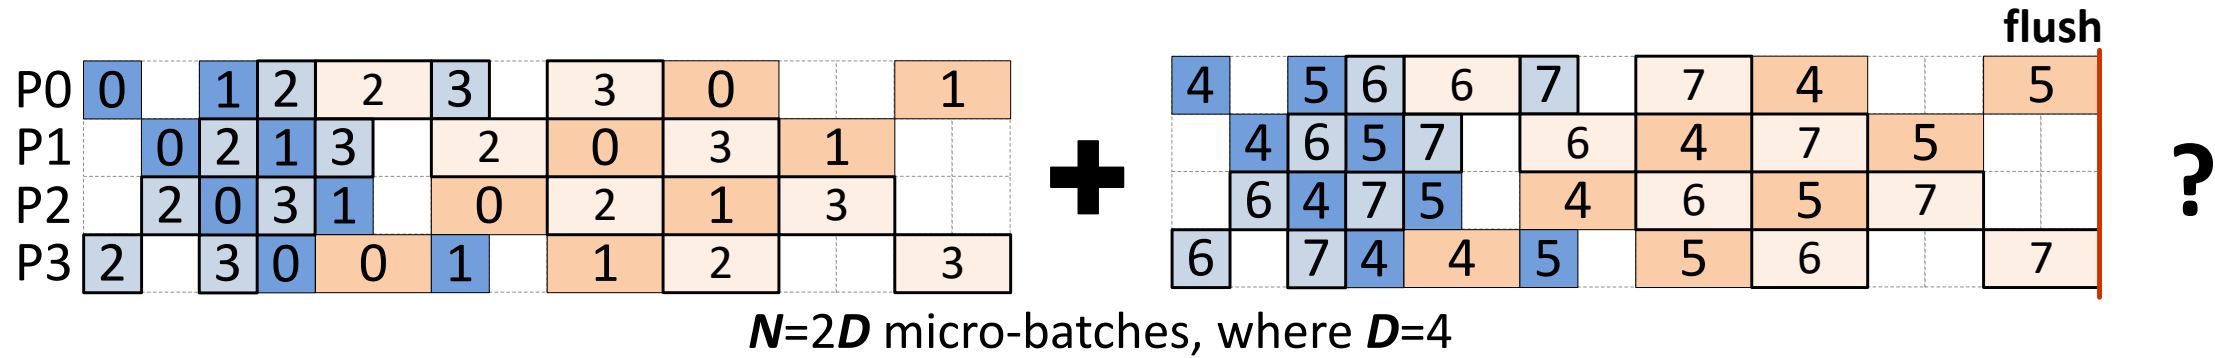 flush
P0 0 1 2 2 3 3 0 1 4 5 6 6 7 7 4 5
P1 0 2 1 3 2 0 3 1 4 6 5 7 6 4 7 5
P2 2 0 3 1 0 2 1 3 6 4 7 5 4 6 5 7
P3 2 3 0 0 1 1 2 3 6 7 4 4 5 5 6 7
+ ?
N=2D micro-batches, where D=4